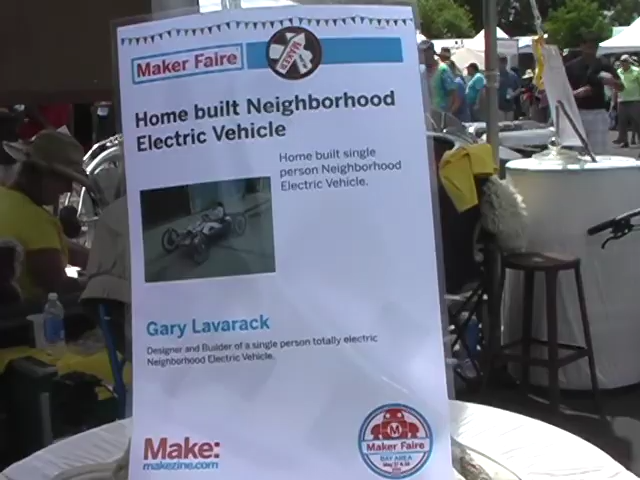 Maker Faire
MAKER
Home built Neighborhood
Electric Vehicle
Home built single
person Neighborhood
Electric Vehicle.
Gary Lavarack
Designer and Builder of a single person totally electric
Neighborhood Electric Vehicle.
Make:
makezine.com
M
Maker Faire
BAY AREA